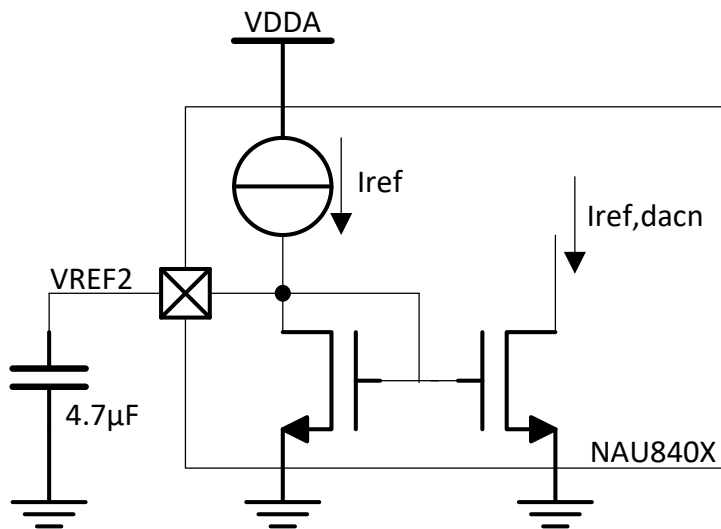 VDDA
Iref
Iref,dacn
VREF2
4.7µF
NAU840X